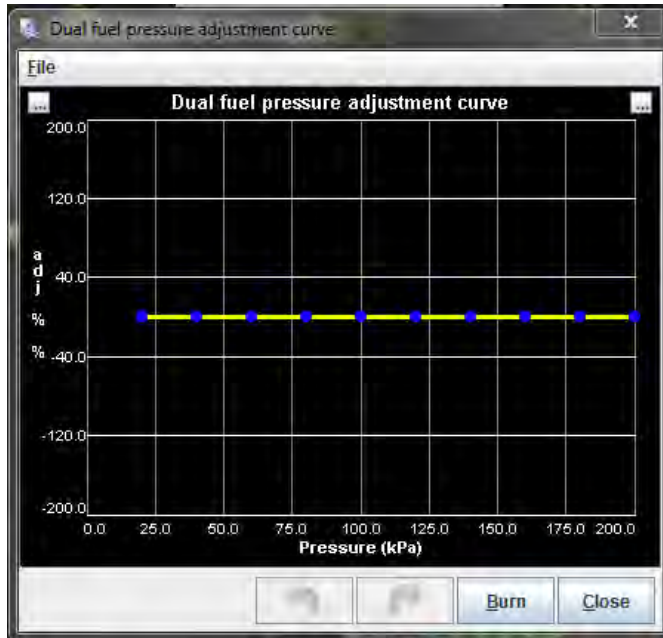 Dual fuel pressure adjustment curve
x
File
... Dual fuel pressure adjustment curve ...
200.0
120.0
a
d
j
40.0
%
% -40.0
-120.0
-200.0
0.0 25.0 50.0 75.0 100.0 125.0 150.0 175.0 200.0
Pressure (kPa)
Burn Close